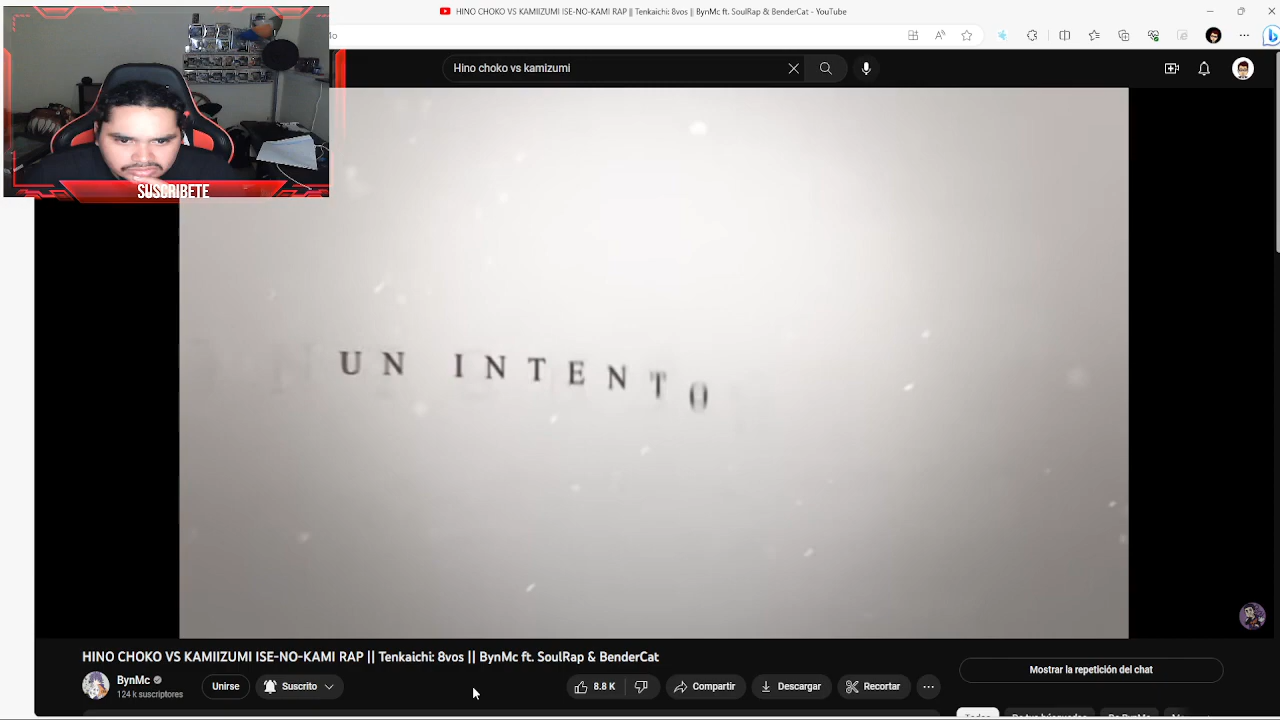 HINO CHOKO VS KAMIIZUMI ISE-NO-KAMI RAP || Tenkaichi: 8vos || BynMc ft. SoulRap & BenderCat - YouTube
Hino choko vs kamizumi
SUSCRIBETE
UN INTENTO
HINO CHOKO VS KAMIIZUMI ISE-NO-KAMI RAP || Tenkaichi: 8vos || BynMc ft. SoulRap & BenderCat
Mostrar la repetición del chat
BynMc
124 k suscriptores
Unirse
Suscrito
8.8 K
Compartir
Descargar
Recortar